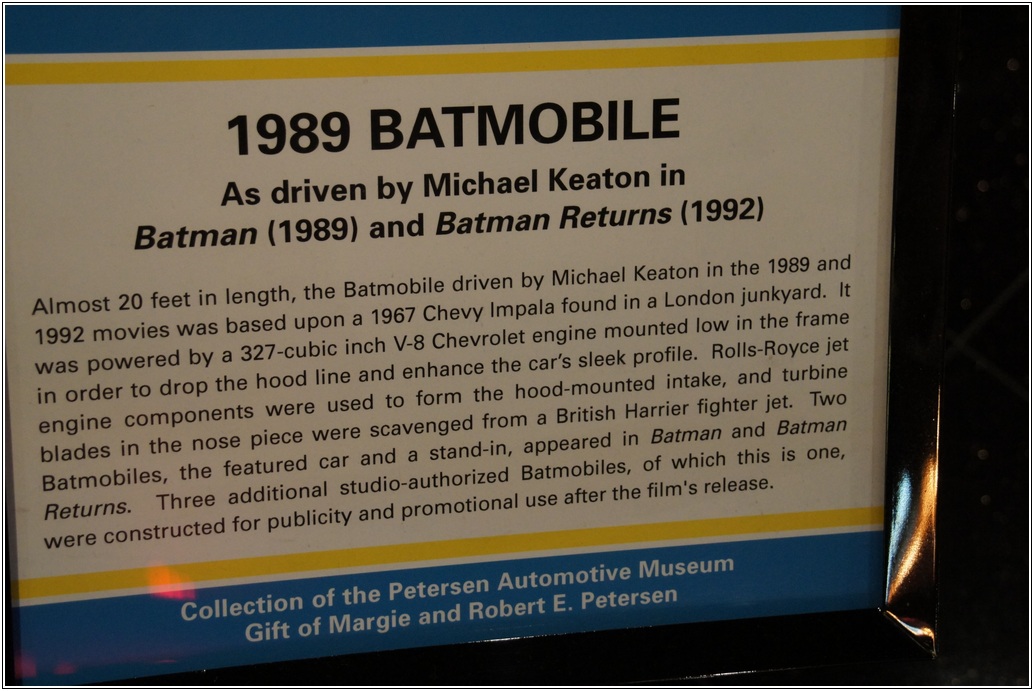 1989 BATMOBILE
As driven by Michael Keaton in
Batman (1989) and Batman Returns (1992)
Almost 20 feet in length, the Batmobile driven by Michael Keaton in the 1989 and
1992 movies was based upon a 1967 Chevy Impala found in a London junkyard. It
was powered by a 327-cubic inch V-8 Chevrolet engine mounted low in the frame
in order to drop the hood line and enhance the car's sleek profile. Rolls-Royce jet
engine components were used to form the hood-mounted intake, and turbine
blades in the nose piece were scavenged from a British Harrier fighter jet. Two
Batmobiles, the featured car and a stand-in, appeared in Batman and Batman
Returns. Three additional studio-authorized Batmobiles, of which this is one,
were constructed for publicity and promotional use after the film's release.
Collection of the Petersen Automotive Museum
Gift of Margie and Robert E. Petersen